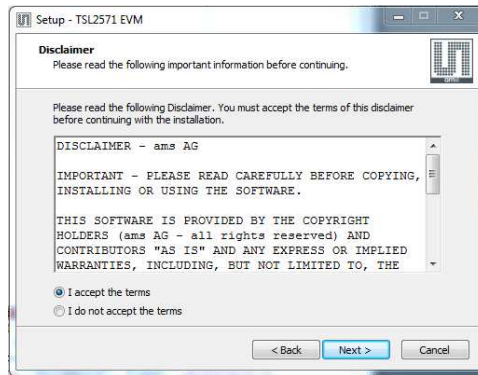 Setup - TSL2571 EVM
Disclaimer
Please read the following important information before continuing.
amu
Please read the following Disclaimer. You must accept the terms of this disclaimer
before continuing with the installation.
DISCLAIMER - ams AG
IMPORTANT - PLEASE READ CAREFULLY BEFORE COPYING,
INSTALLING OR USING THE SOFTWARE.
THIS SOFTWARE IS PROVIDED BY THE COPYRIGHT
HOLDERS (ams AG - all rights reserved) AND
CONTRIBUTORS "AS IS" AND ANY EXPRESS OR IMPLIED
WARRANTIES, INCLUDING, BUT NOT LIMITED TO, THE
I accept the terms
I do not accept the terms
< Back
Next >
Cancel